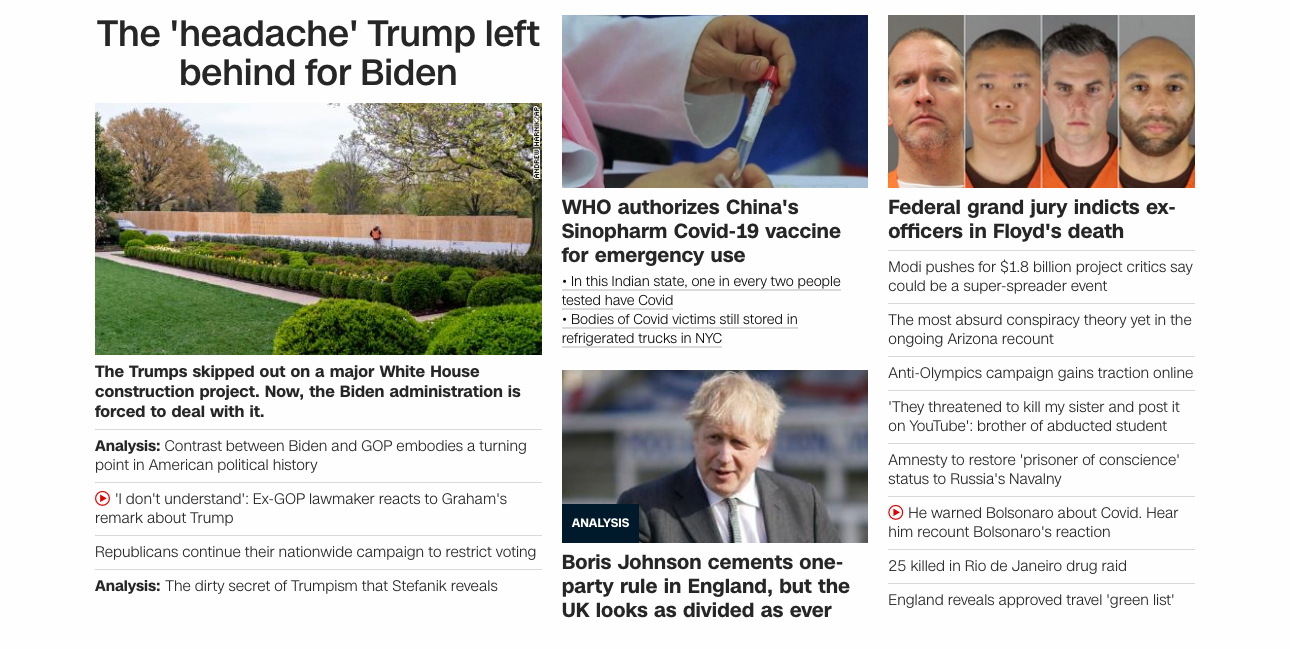 The 'headache' Trump left
behind for Biden
ANDREW HARNIK/AP
The Trumps skipped out on a major White House
construction project. Now, the Biden administration is
forced to deal with it.
Analysis: Contrast between Biden and GOP embodies a turning
point in American political history
'I don't understand': Ex-GOP lawmaker reacts to Graham's
remark about Trump
Republicans continue their nationwide campaign to restrict voting
Analysis: The dirty secret of Trumpism that Stefanik reveals
WHO authorizes China's
Sinopharm Covid-19 vaccine
for emergency use
• In this Indian state, one in every two people
tested have Covid
• Bodies of Covid victims still stored in
refrigerated trucks in NYC
ANALYSIS
Boris Johnson cements one-
party rule in England, but the
UK looks as divided as ever
Federal grand jury indicts ex-
officers in Floyd's death
Modi pushes for $1.8 billion project critics say
could be a super-spreader event
The most absurd conspiracy theory yet in the
ongoing Arizona recount
Anti-Olympics campaign gains traction online
'They threatened to kill my sister and post it
on YouTube': brother of abducted student
Amnesty to restore 'prisoner of conscience'
status to Russia's Navalny
He warned Bolsonaro about Covid. Hear
him recount Bolsonaro's reaction
25 killed in Rio de Janeiro drug raid
England reveals approved travel 'green list'